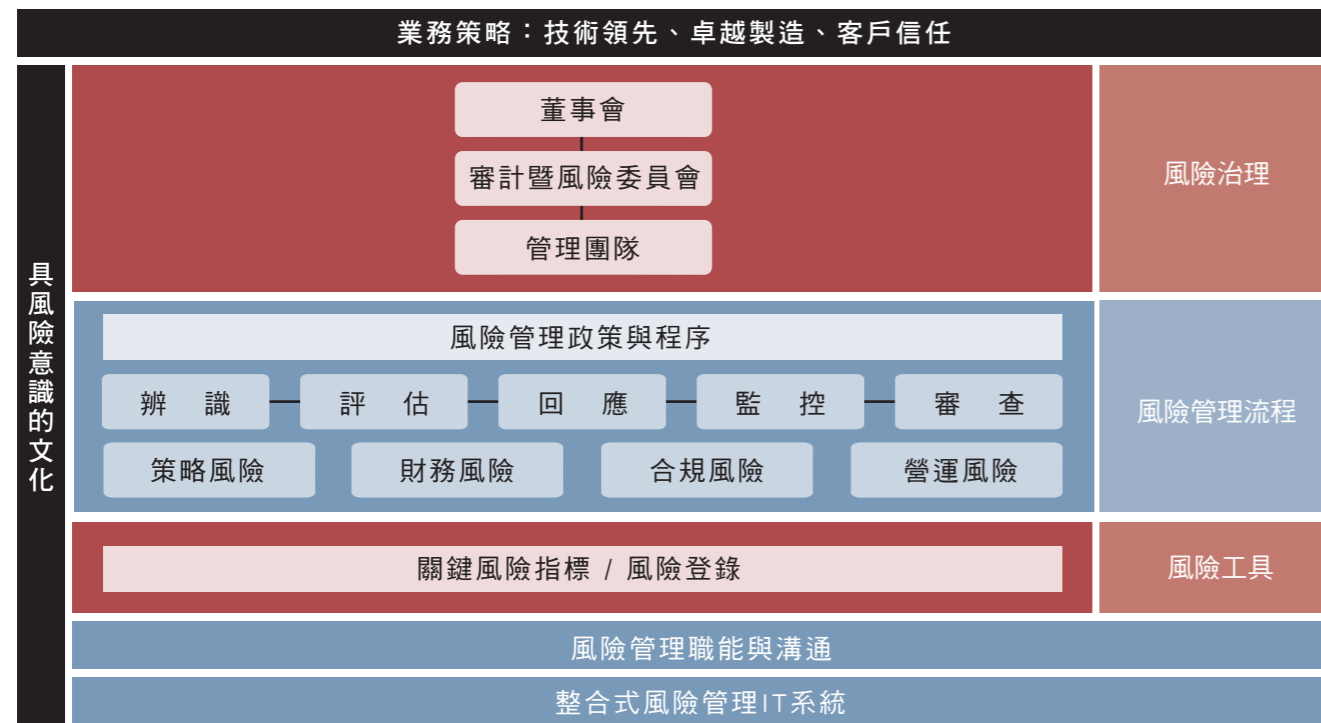 業務策略：技術領先、卓越製造、客戶信任
具風險意識的文化
董事會
審計暨風險委員會
管理團隊
風險治理
風險管理政策與程序
辨 識 評 估 回 應 監 控 審 查
策略風險 財務風險 合規風險 營運風險
風險管理流程
關鍵風險指標 / 風險登錄
風險工具
風險管理職能與溝通
整合式風險管理IT系統